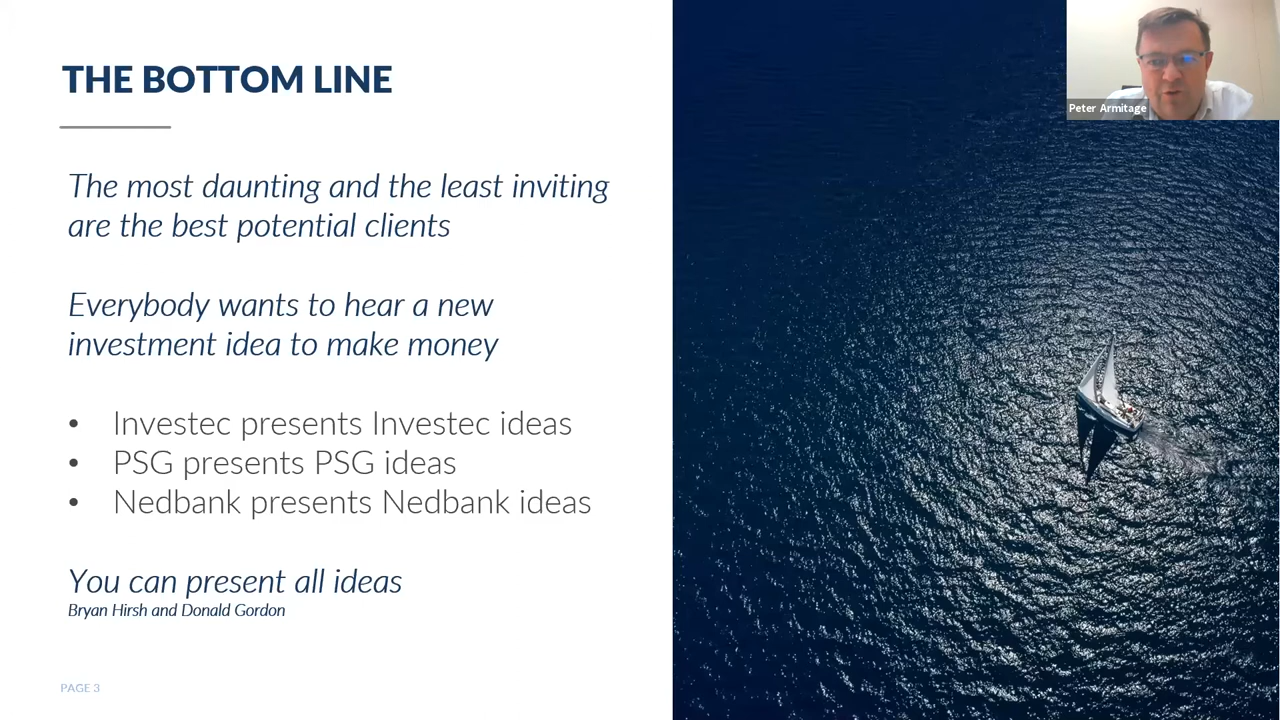 THE BOTTOM LINE
Peter Armitage
The most daunting and the least inviting
are the best potential clients
Everybody wants to hear a new
investment idea to make money
• Investec presents Investec ideas
• PSG presents PSG ideas
• Nedbank presents Nedbank ideas
You can present all ideas
Bryan Hirsh and Donald Gordon
PAGE 3